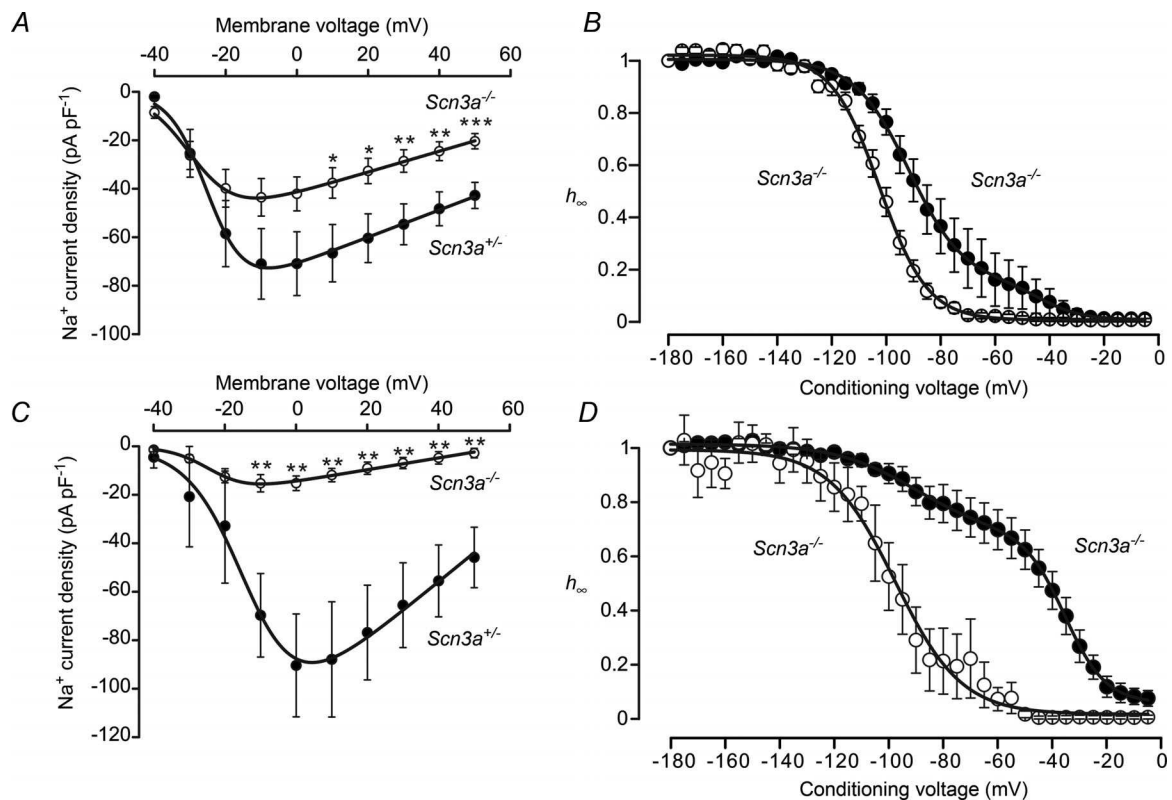 A
Membrane voltage (mV)
-40 -20 0 20 40 60
0
-20
-40
-60
-80
-100
Na⁺ current density (pA pF⁻¹)
Scn3a⁻/⁻
* * ** ** ***
Scn3a⁺/⁻
B
1
0.8
0.6
0.4
0.2
0
h∞
Scn3a⁻/⁻
Scn3a⁻/⁻
-180 -160 -140 -120 -100 -80 -60 -40 -20 0
Conditioning voltage (mV)
C
Membrane voltage (mV)
-40 -20 0 20 40 60
0
-20
-40
-60
-80
-100
-120
Na⁺ current density (pA pF⁻¹)
** ** ** ** ** ** **
Scn3a⁻/⁻
Scn3a⁺/⁻
D
1
0.8
0.6
0.4
0.2
0
h∞
Scn3a⁻/⁻
Scn3a⁻/⁻
-180 -160 -140 -120 -100 -80 -60 -40 -20 0
Conditioning voltage (mV)